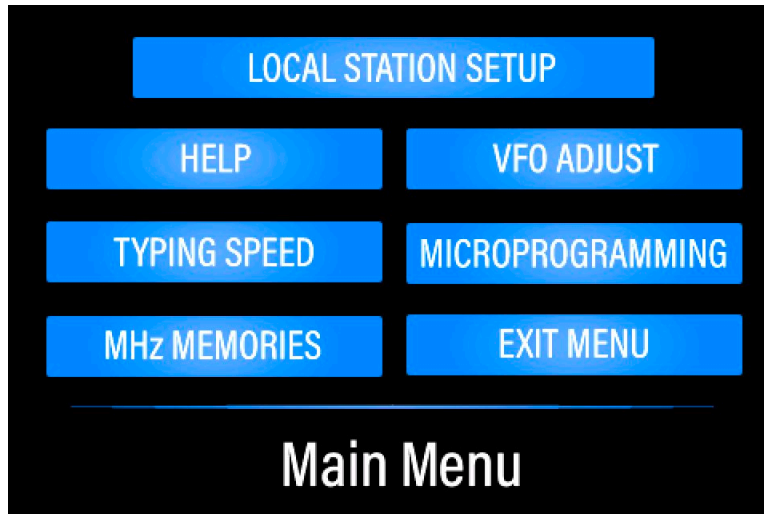 LOCAL STATION SETUP
HELP
VFO ADJUST
TYPING SPEED
MICROPROGRAMMING
MHz MEMORIES
EXIT MENU
Main Menu